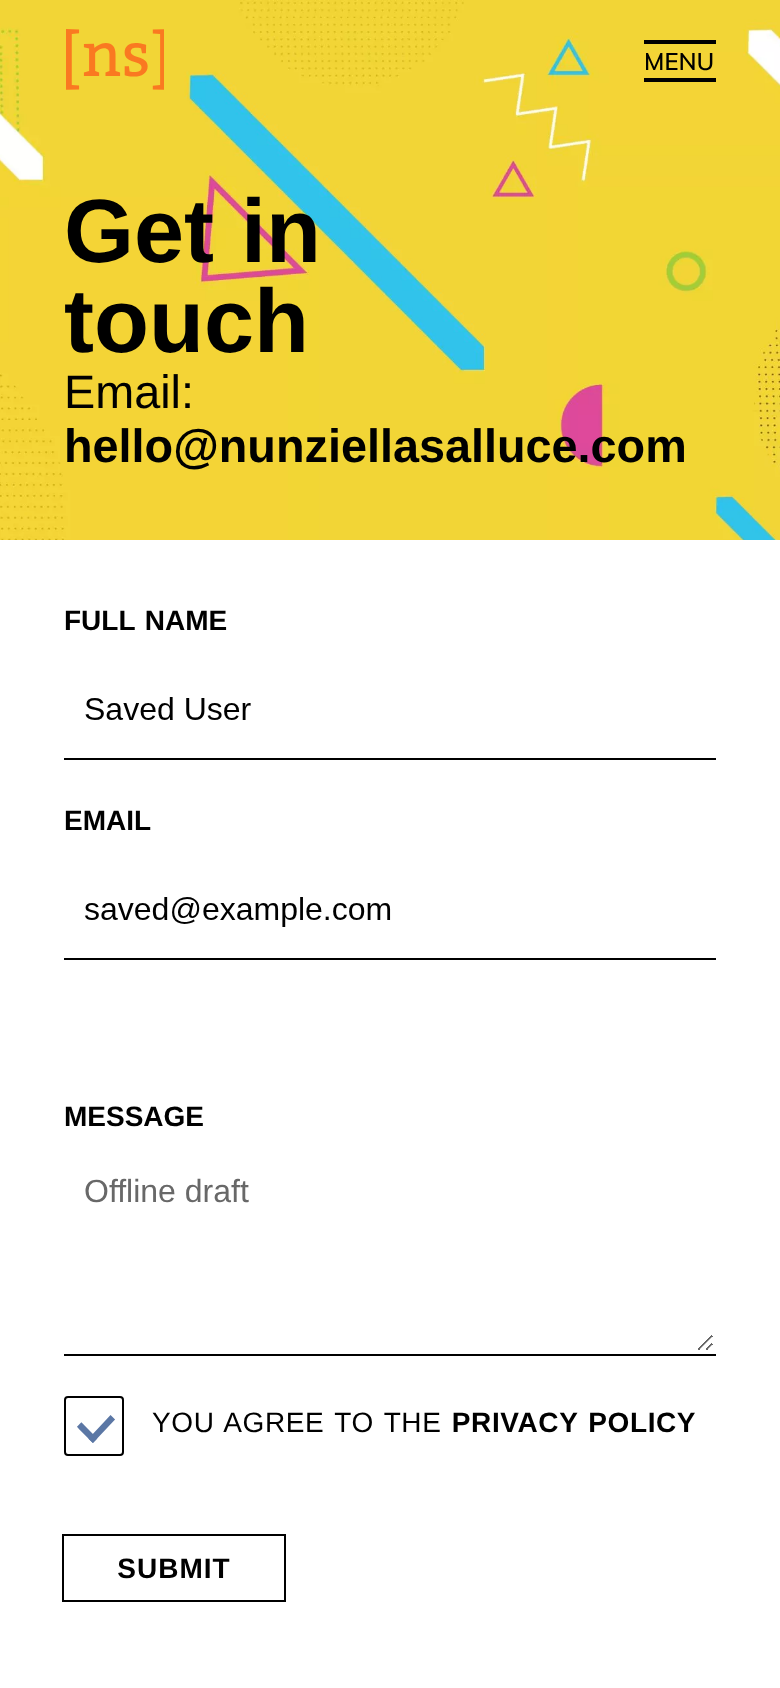 [ns]
MENU
Get in
touch
Email:
hello@nunziellasalluce.com
FULL NAME
Saved User
EMAIL
saved@example.com
MESSAGE
Offline draft
YOU AGREE TO THE PRIVACY POLICY
SUBMIT